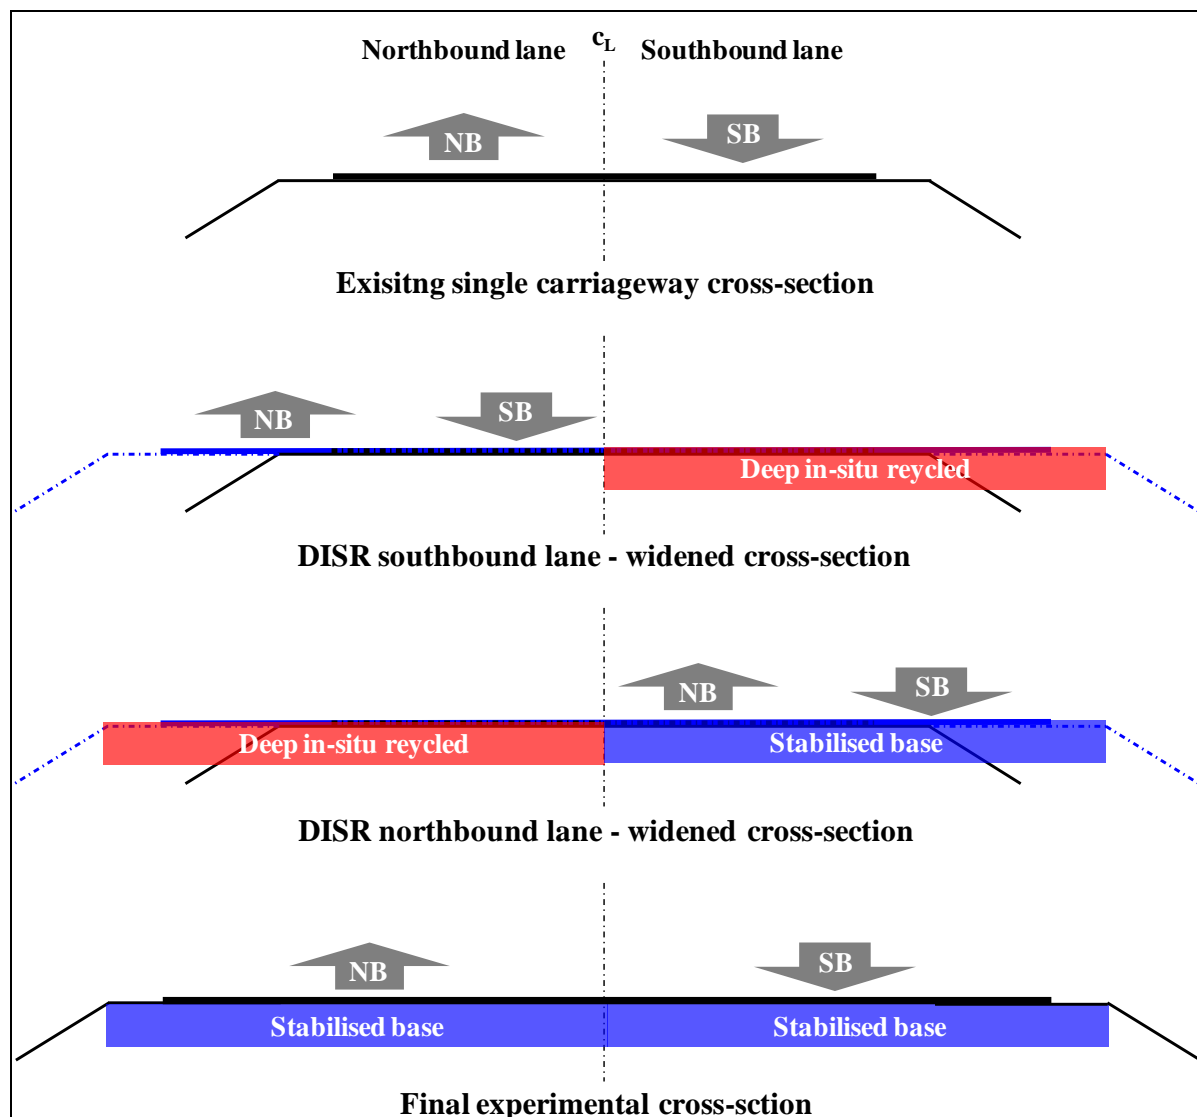 Northbound lane cL Southbound lane
NB SB
Exisitng single carriageway cross-section
NB SB
Deep in-situ reycled
DISR southbound lane - widened cross-section
NB SB
Deep in-situ reycled Stabilised base
DISR northbound lane - widened cross-section
NB SB
Stabilised base Stabilised base
Final experimental cross-sction